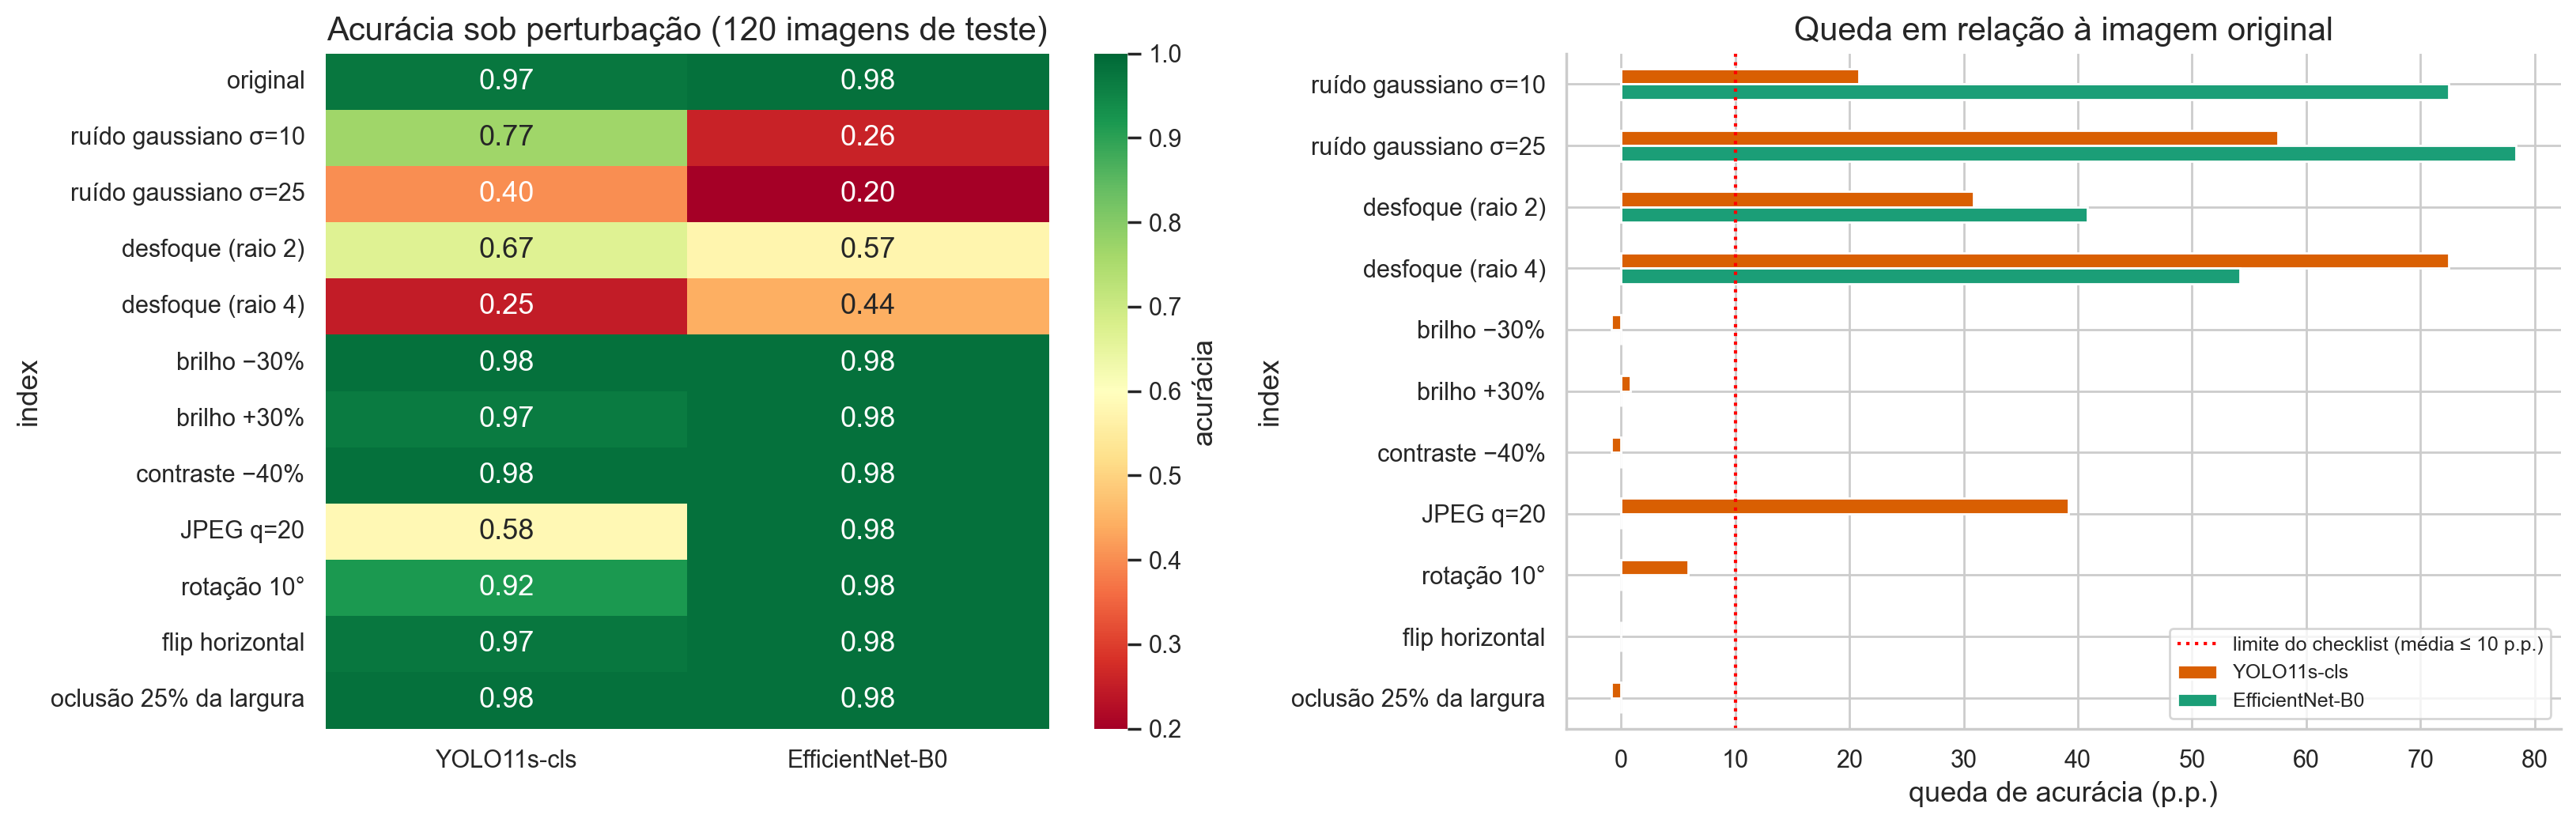 Acurácia sob perturbação (120 imagens de teste)
index
original 0.97 0.98
ruído gaussiano σ=10 0.77 0.26
ruído gaussiano σ=25 0.40 0.20
desfoque (raio 2) 0.67 0.57
desfoque (raio 4) 0.25 0.44
brilho −30% 0.98 0.98
brilho +30% 0.97 0.98
contraste −40% 0.98 0.98
JPEG q=20 0.58 0.98
rotação 10° 0.92 0.98
flip horizontal 0.97 0.98
oclusão 25% da largura 0.98 0.98
YOLO11s-cls EfficientNet-B0
1.0
0.9
0.8
0.7
0.6
0.5
0.4
0.3
0.2
acurácia
Queda em relação à imagem original
index
ruído gaussiano σ=10
ruído gaussiano σ=25
desfoque (raio 2)
desfoque (raio 4)
brilho −30%
brilho +30%
contraste −40%
JPEG q=20
rotação 10°
flip horizontal
oclusão 25% da largura
limite do checklist (média ≤ 10 p.p.)
YOLO11s-cls
EfficientNet-B0
0 10 20 30 40 50 60 70 80
queda de acurácia (p.p.)